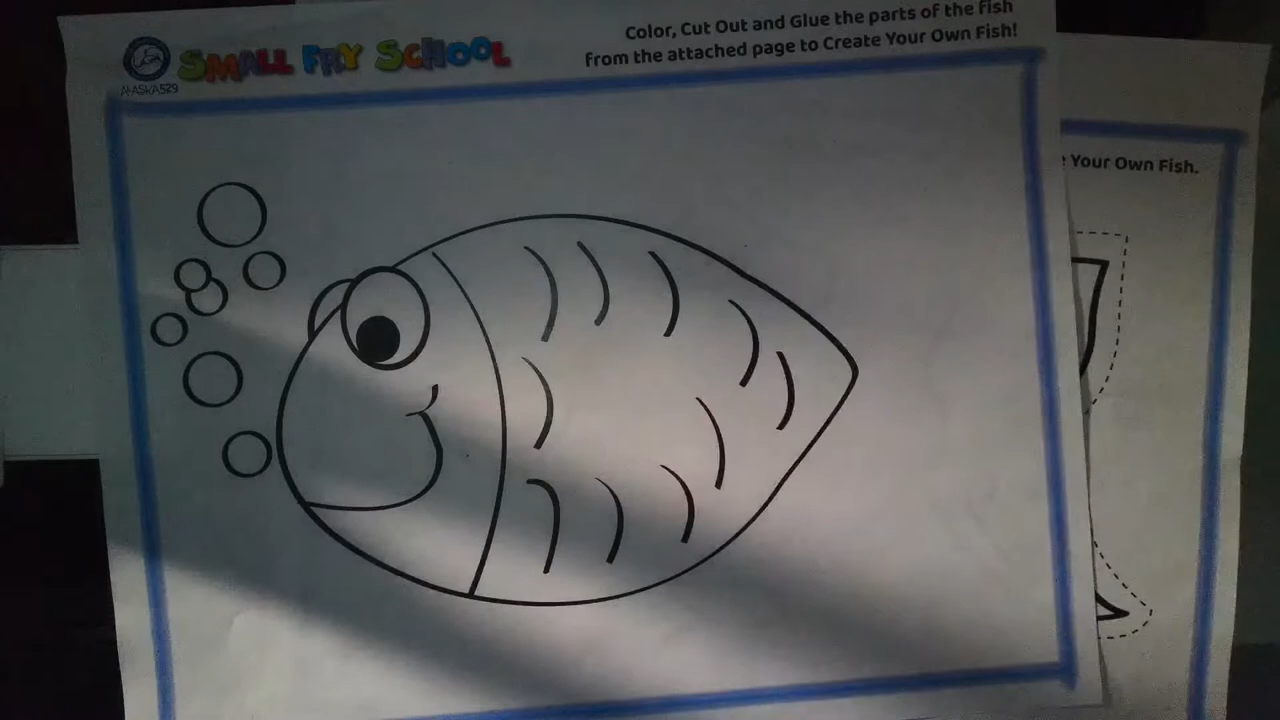 SMALL FRY SCHOOL
ALASKA529
Color, Cut Out and Glue the parts of the fish
From the attached page to Create Your Own Fish!
Your Own Fish.